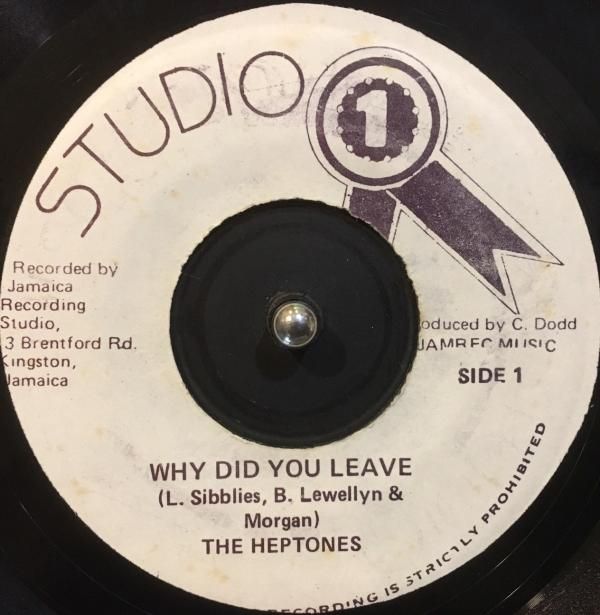 STUDIO
1
Recorded by
Jamaica
Recording
Studio,
3 Brentford Rd.
Kingston,
Jamaica
oduced by C. Dodd
JAMREC MUSIC
SIDE 1
WHY DID YOU LEAVE
(L. Sibblies, B. Lewellyn &
Morgan)
THE HEPTONES
RECORDING IS STRICTLY PROHIBITED